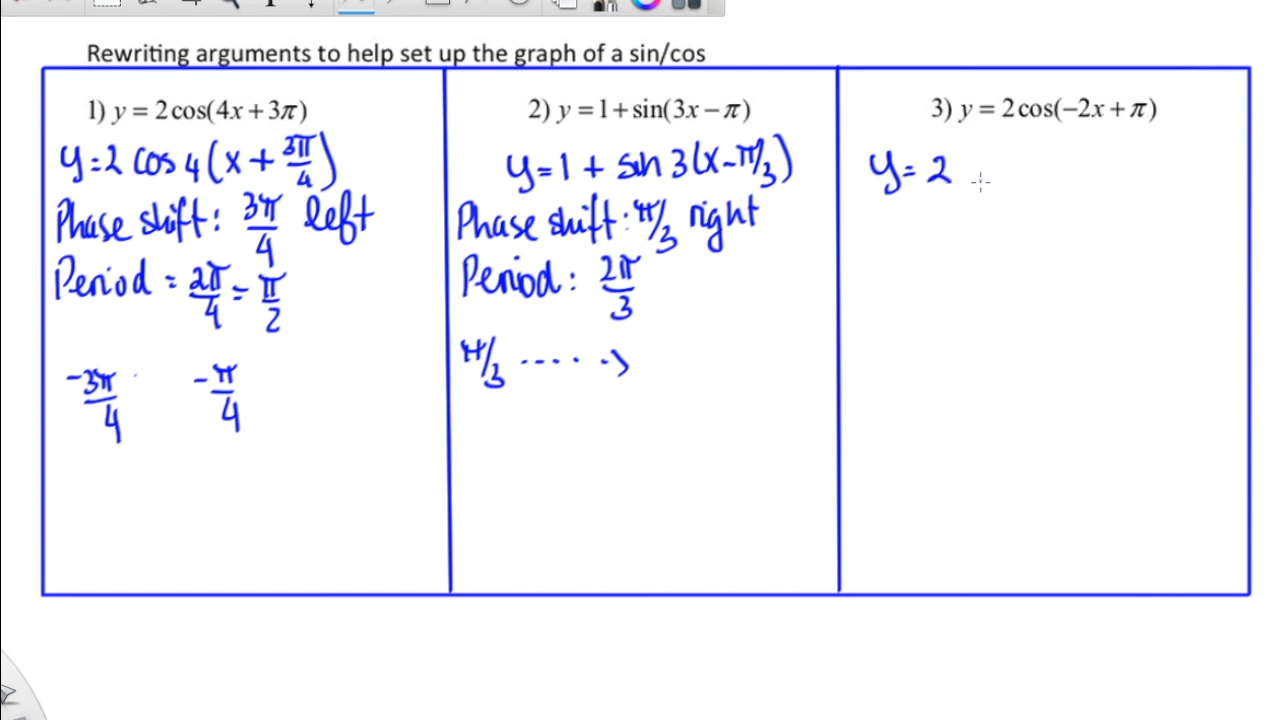 Rewriting arguments to help set up the graph of a sin/cos
1) y = 2cos(4x + 3π)
y = 2 cos 4(x + 3π/4)
Phase shift: 3π/4 left
Period = 2π/4 = π/2
-3π/4 -π/4
2) y = 1 + sin(3x − π)
y = 1 + sin 3(x − π/3)
Phase shift: π/3 right
Period: 2π/3
π/3 ----->
3) y = 2cos(−2x + π)
y = 2